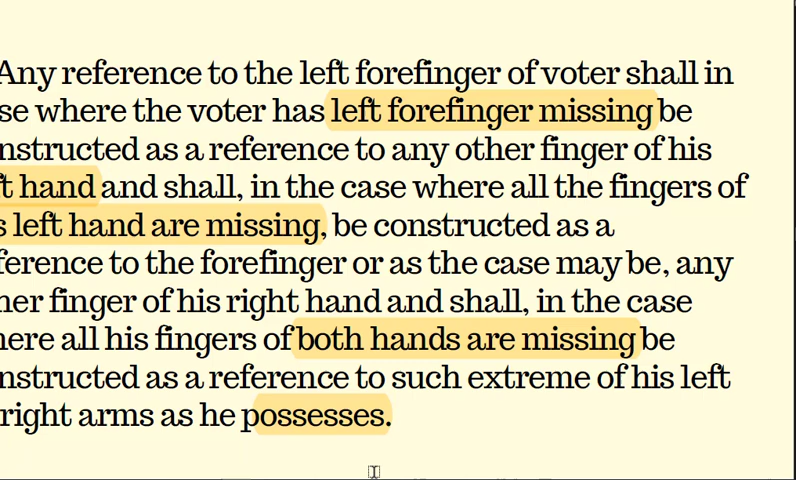 Any reference to the left forefinger of voter shall in
se where the voter has left forefinger missing be
nstructed as a reference to any other finger of his
ft hand and shall, in the case where all the fingers of
s left hand are missing, be constructed as a
ference to the forefinger or as the case may be, any
her finger of his right hand and shall, in the case
here all his fingers of both hands are missing be
nstructed as a reference to such extreme of his left
right arms as he possesses.